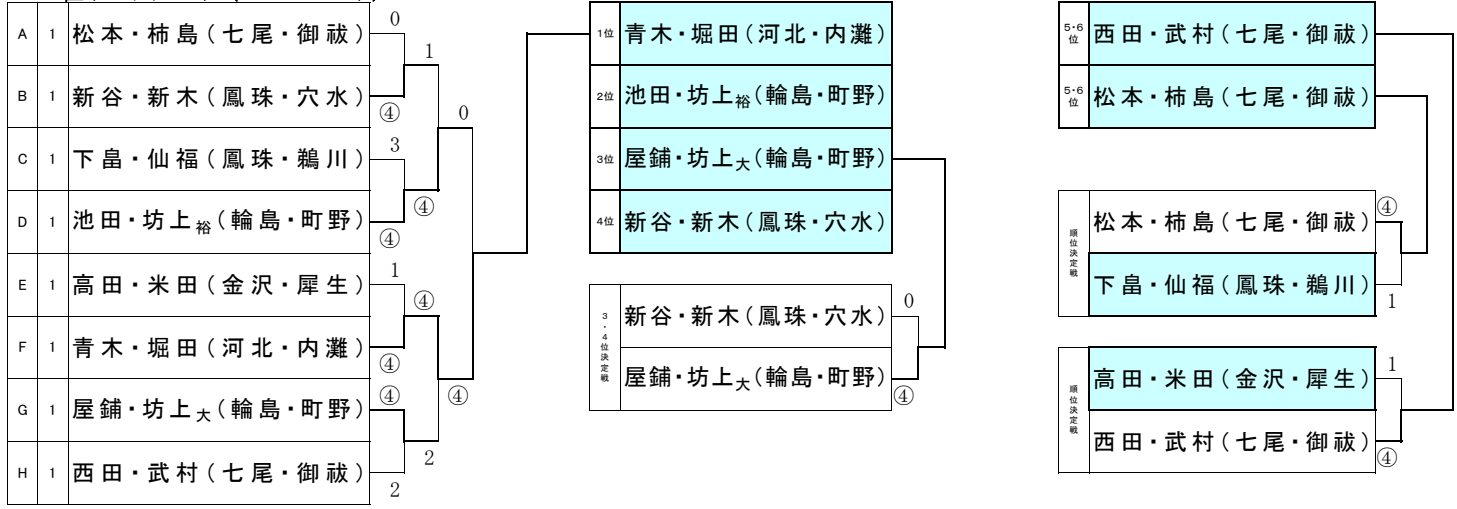 A 1 松本・柿島(七尾・御祓) 0
1
B 1 新谷・新木(鳳珠・穴水) ④
0
C 1 下畠・仙福(鳳珠・鵜川) 3
④
D 1 池田・坊上裕(輪島・町野) ④
E 1 高田・米田(金沢・犀生) 1
④
F 1 青木・堀田(河北・内灘) ④
④
G 1 屋鋪・坊上大(輪島・町野) ④
2
H 1 西田・武村(七尾・御祓) 2
1位 青木・堀田(河北・内灘)
2位 池田・坊上裕(輪島・町野)
3位 屋鋪・坊上大(輪島・町野)
4位 新谷・新木(鳳珠・穴水)
3・4位決定戦
新谷・新木(鳳珠・穴水) 0
屋鋪・坊上大(輪島・町野) ④
5・6位 西田・武村(七尾・御祓)
5・6位 松本・柿島(七尾・御祓)
順位決定戦
松本・柿島(七尾・御祓) ④
下畠・仙福(鳳珠・鵜川) 1
順位決定戦
高田・米田(金沢・犀生) 1
西田・武村(七尾・御祓) ④